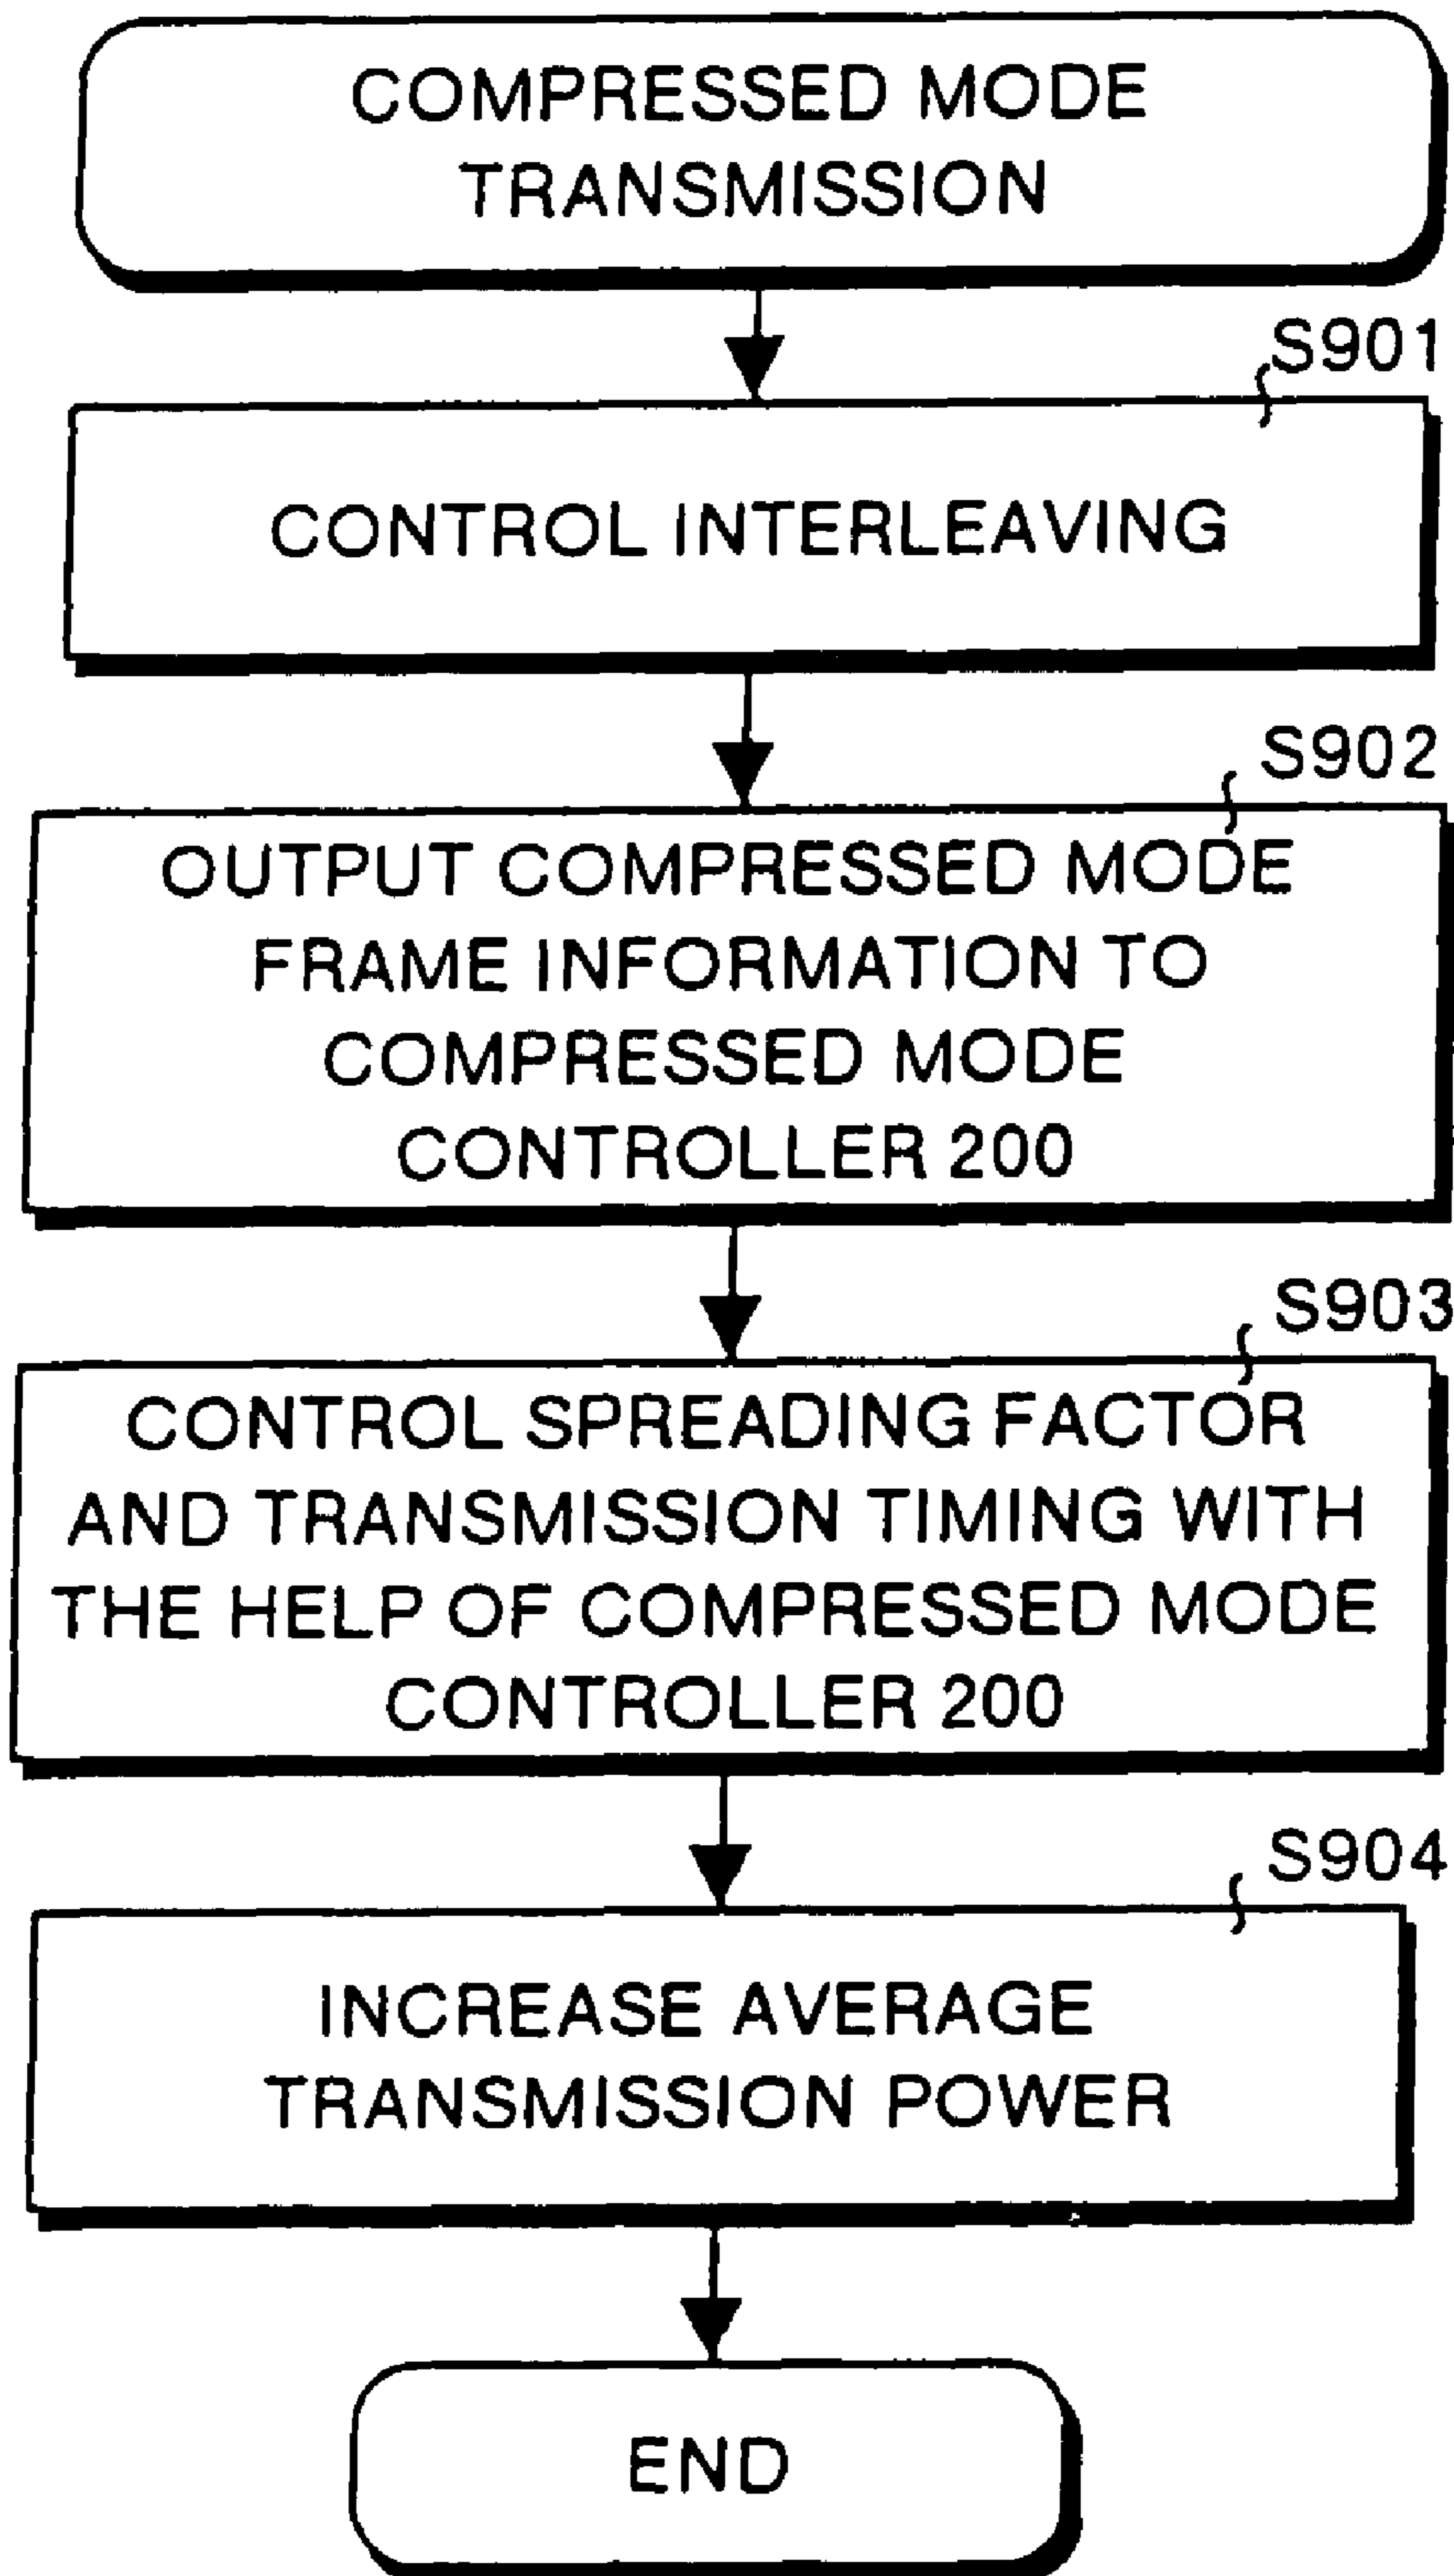 COMPRESSED MODE
TRANSMISSION
S901
CONTROL INTERLEAVING
S902
OUTPUT COMPRESSED MODE
FRAME INFORMATION TO
COMPRESSED MODE
CONTROLLER 200
S903
CONTROL SPREADING FACTOR
AND TRANSMISSION TIMING WITH
THE HELP OF COMPRESSED MODE
CONTROLLER 200
S904
INCREASE AVERAGE
TRANSMISSION POWER
END